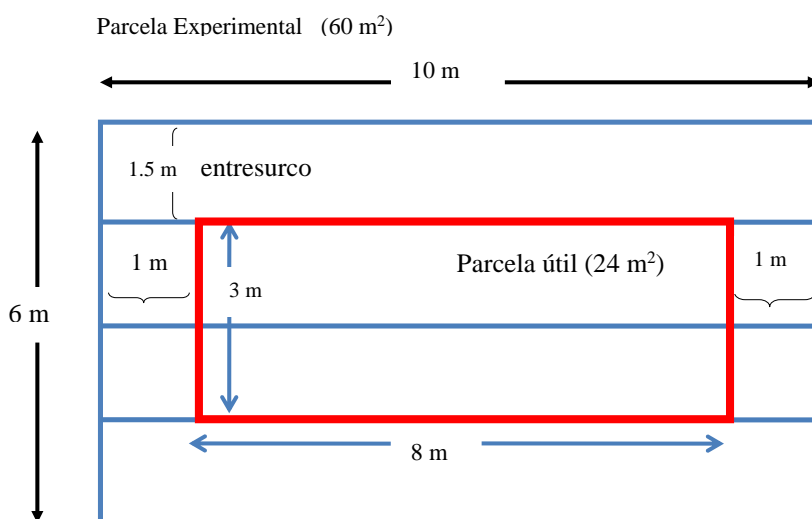 Parcela Experimental (60 m²)
10 m
1.5 m entresurco
1 m
Parcela útil (24 m²)
1 m
3 m
6 m
8 m